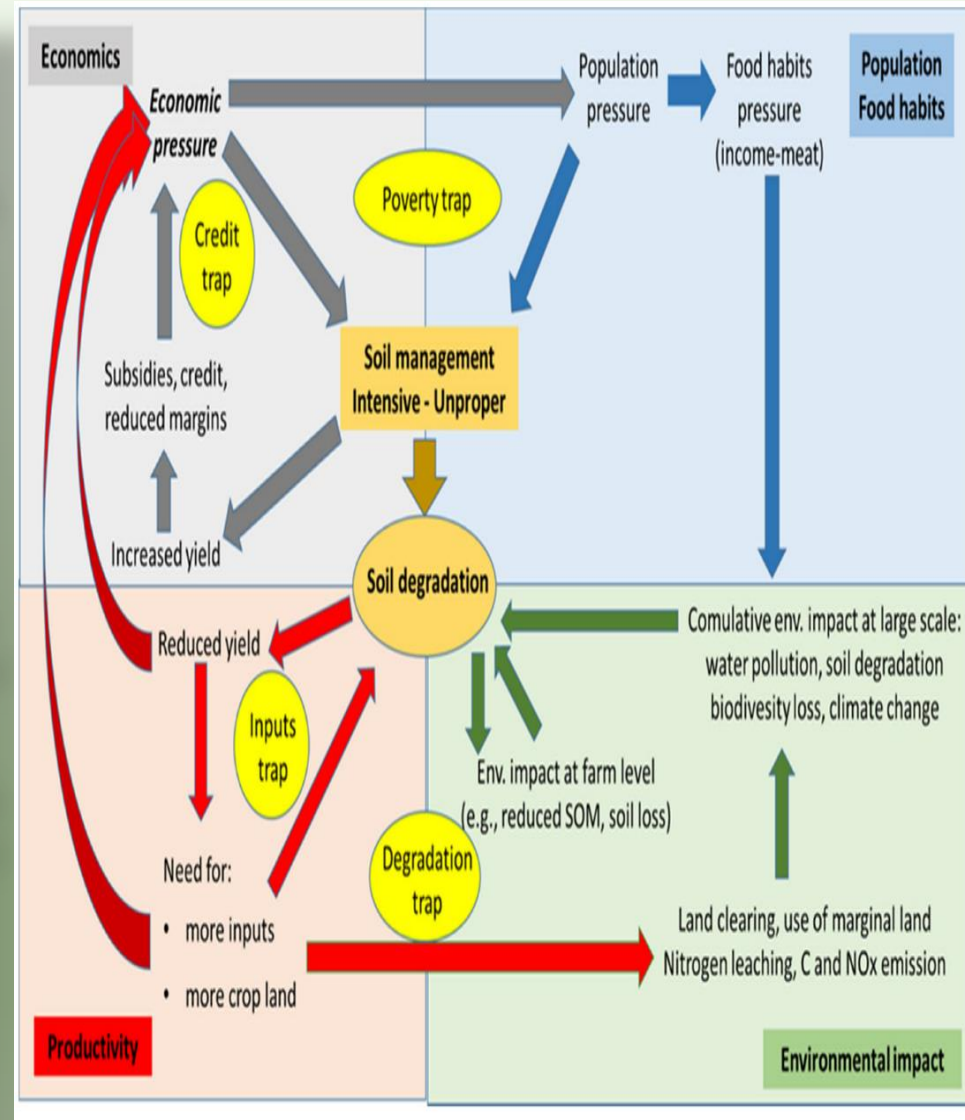 Economics
Economic
pressure
Population
pressure
Food habits
pressure
(income-meat)
Population
Food habits
Poverty trap
Credit
trap
Subsidies, credit,
reduced margins
Soil management
Intensive - Unproper
Increased yield
Soil degradation
Reduced yield
Inputs
trap
Need for:
• more inputs
• more crop land
Productivity
Comulative env. impact at large scale:
water pollution, soil degradation
biodivesity loss, climate change
Env. impact at farm level
(e.g., reduced SOM, soil loss)
Degradation
trap
Land clearing, use of marginal land
Nitrogen leaching, C and NOx emission
Environmental impact